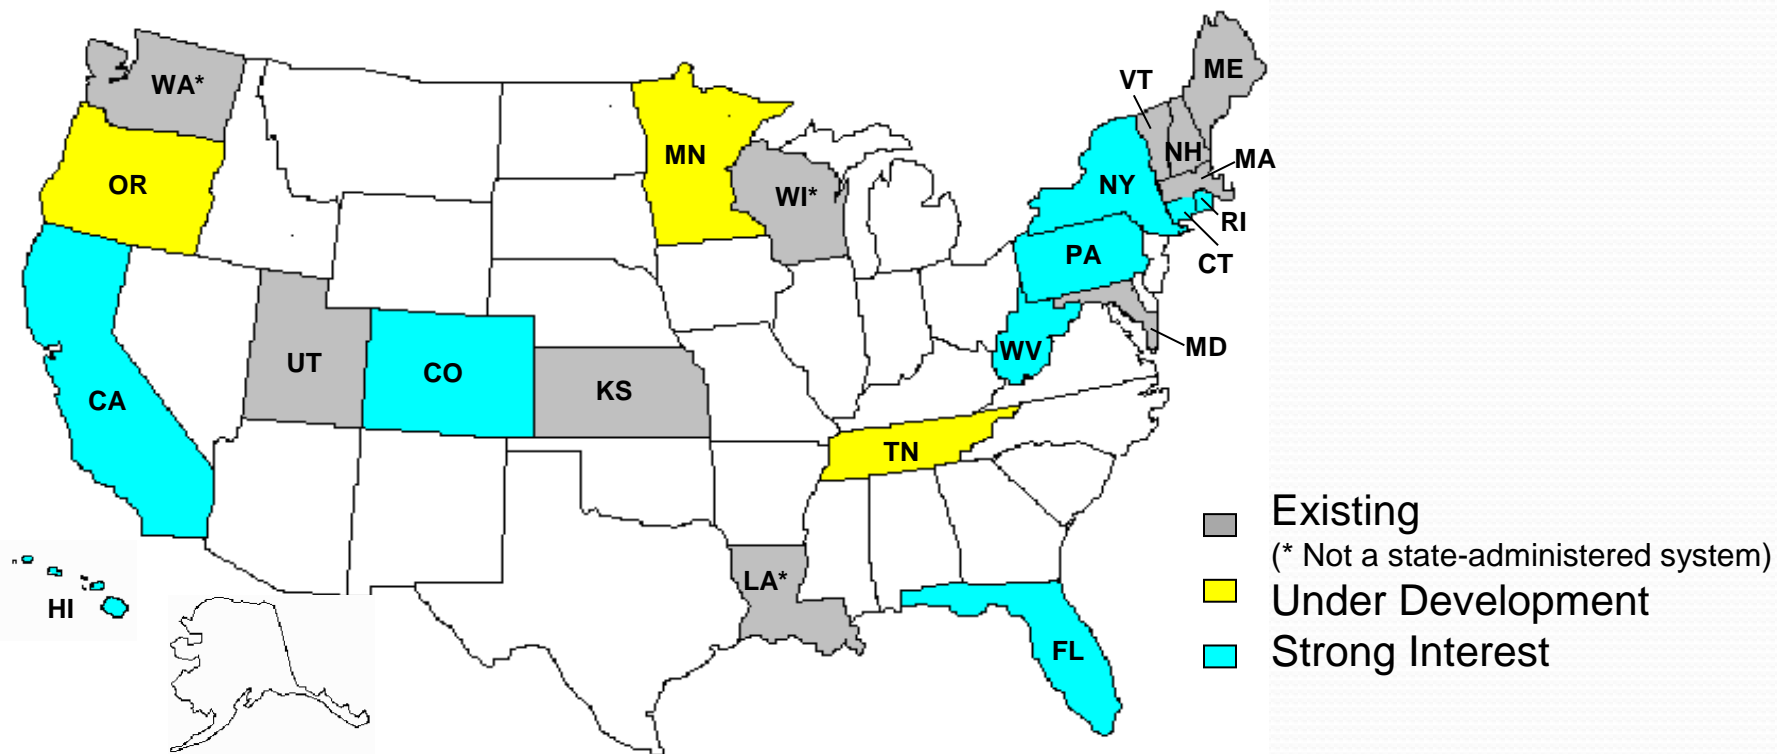 ME
VT
WA*
MN
NH
MA
OR
WI*
NY
RI
PA
CT
MD
WV
UT
CO
KS
CA
TN
Existing
(* Not a state-administered system)
LA*
Under Development
HI
FL
Strong Interest